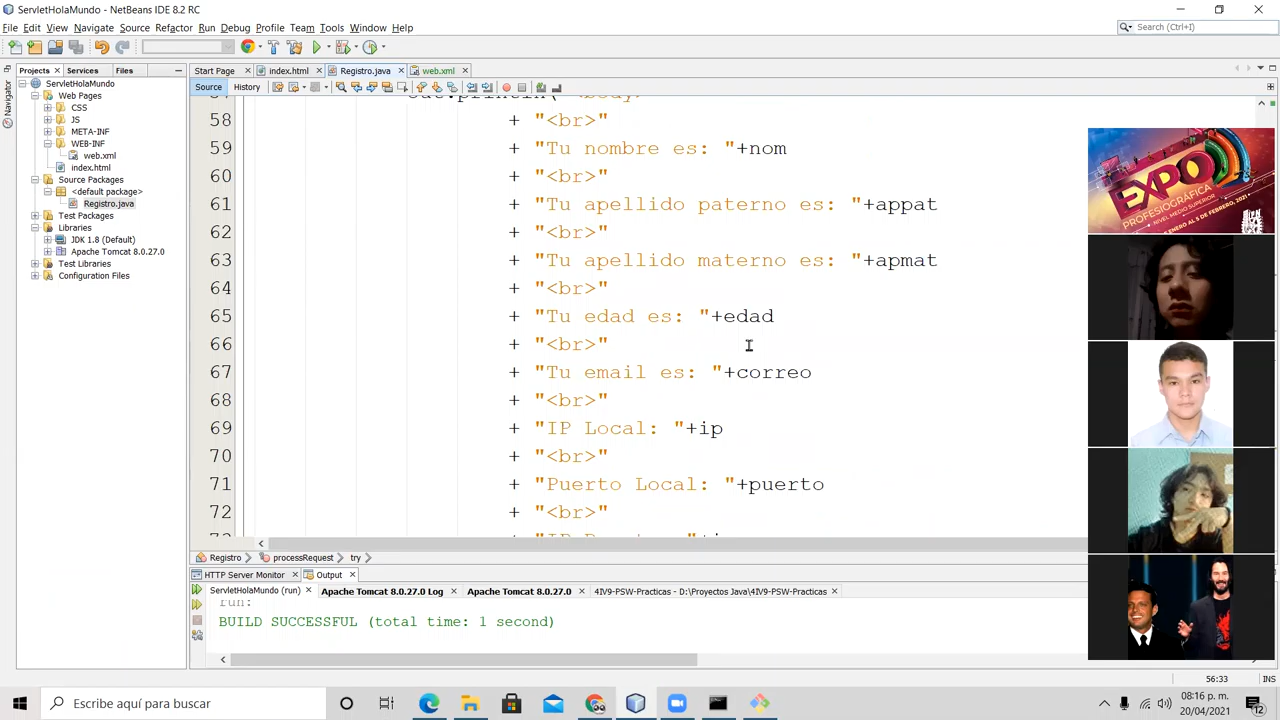 ServletHolaMundo - NetBeans IDE 8.2 RC
File Edit View Navigate Source Refactor Run Debug Profile Team Tools Window Help
Search (Ctrl+I)
Projects Services Files
Start Page index.html Registro.java web.xml
Navigator
Source History
ServletHolaMundo
Web Pages
CSS
JS
META-INF
WEB-INF
web.xml
index.html
Source Packages
<default package>
Registro.java
Test Packages
Libraries
JDK 1.8 (Default)
Apache Tomcat 8.0.27.0
Test Libraries
Configuration Files
58 + "<br>"
59 + "Tu nombre es: "+nom
60 + "<br>"
61 + "Tu apellido paterno es: "+appat
62 + "<br>"
63 + "Tu apellido materno es: "+apmat
64 + "<br>"
65 + "Tu edad es: "+edad
66 + "<br>"
67 + "Tu email es: "+correo
68 + "<br>"
69 + "IP Local: "+ip
70 + "<br>"
71 + "Puerto Local: "+puerto
72 + "<br>"
Registro processRequest try
HTTP Server Monitor Output
ServletHolaMundo (run) Apache Tomcat 8.0.27.0 Log Apache Tomcat 8.0.27.0 4IV9-PSW-Practicas - D:\Proyectos Java\4IV9-PSW-Practicas
run:
BUILD SUCCESSFUL (total time: 1 second)
56:33 INS
EXPO
PROFESIOGRÁFICA
NIVEL MEDIO SUPERIOR
Escribe aquí para buscar
08:16 p. m.
20/04/2021
12